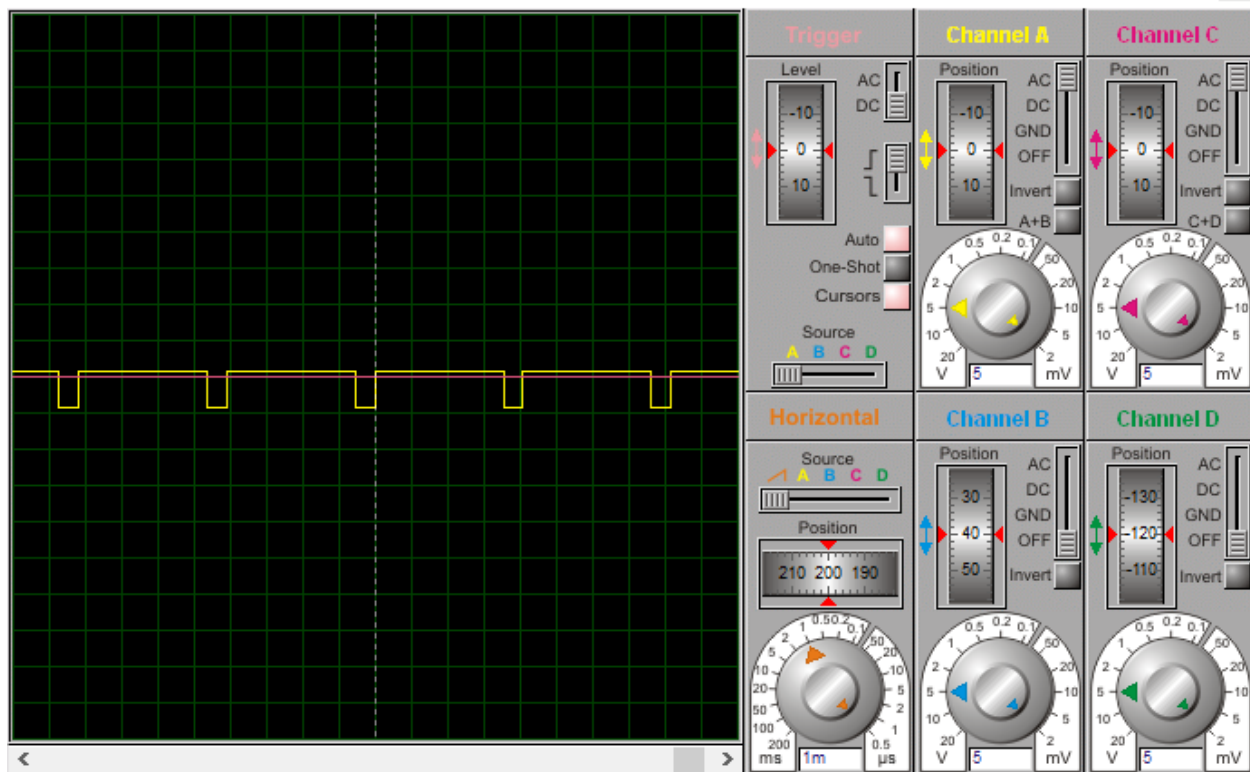 Trigger
Level
AC
DC
-10
0
10
Auto
One-Shot
Cursors
Source
A B C D
Channel A
Position
AC
DC
GND
OFF
-10
0
10
Invert
A+B
20 10 5 2 1 0.5 0.2 0.1 50 20 10 5 2
V 5 mV
Channel C
Position
AC
DC
GND
OFF
-10
0
10
Invert
C+D
20 10 5 2 1 0.5 0.2 0.1 50 20 10 5 2
V 5 mV
Horizontal
Source
A B C D
Position
210 200 190
200 100 50 20 10 5 2 1 0.5 0.2 0.1 50 20 10 5 2 1 0.5
ms 1m µs
Channel B
Position
AC
DC
GND
OFF
30
40
50
Invert
20 10 5 2 1 0.5 0.2 0.1 50 20 10 5 2
V 5 mV
Channel D
Position
AC
DC
GND
OFF
-130
-120
-110
Invert
20 10 5 2 1 0.5 0.2 0.1 50 20 10 5 2
V 5 mV